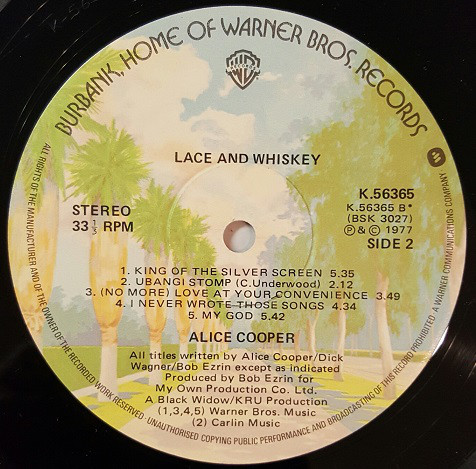 BURBANK, HOME OF WARNER BROS. RECORDS
LACE AND WHISKEY
STEREO
33 1/3 RPM
K.56365
K.56365 B*
(BSK 3027)
Ⓟ & © 1977
SIDE 2
1. KING OF THE SILVER SCREEN 5.35
2. UBANGI STOMP (C.Underwood) 2.12
3. (NO MORE) LOVE AT YOUR CONVENIENCE 3.49
4. I NEVER WROTE THOSE SONGS 4.34
5. MY GOD 5.42
ALICE COOPER
All titles written by Alice Cooper/Dick
Wagner/Bob Ezrin except as indicated
Produced by Bob Ezrin for
My Own Production Co. Ltd.
A Black Widow/KRU Production
(1,3,4,5) Warner Bros. Music
(2) Carlin Music
ALL RIGHTS OF THE MANUFACTURER AND OF THE OWNER OF THE RECORDED WORK RESERVED · UNAUTHORISED COPYING PUBLIC PERFORMANCE AND BROADCASTING OF THIS RECORD PROHIBITED · A WARNER COMMUNICATIONS COMPANY